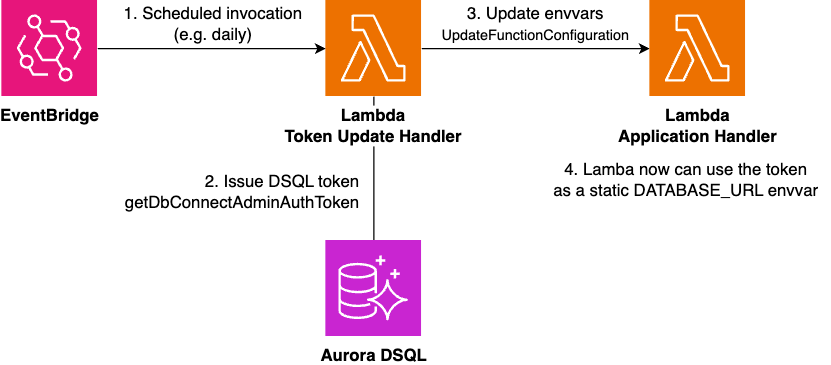 1. Scheduled invocation
(e.g. daily)
3. Update envvars
UpdateFunctionConfiguration
EventBridge
Lambda
Token Update Handler
Lambda
Application Handler
2. Issue DSQL token
getDbConnectAdminAuthToken
4. Lamba now can use the token
as a static DATABASE_URL envvar
Aurora DSQL